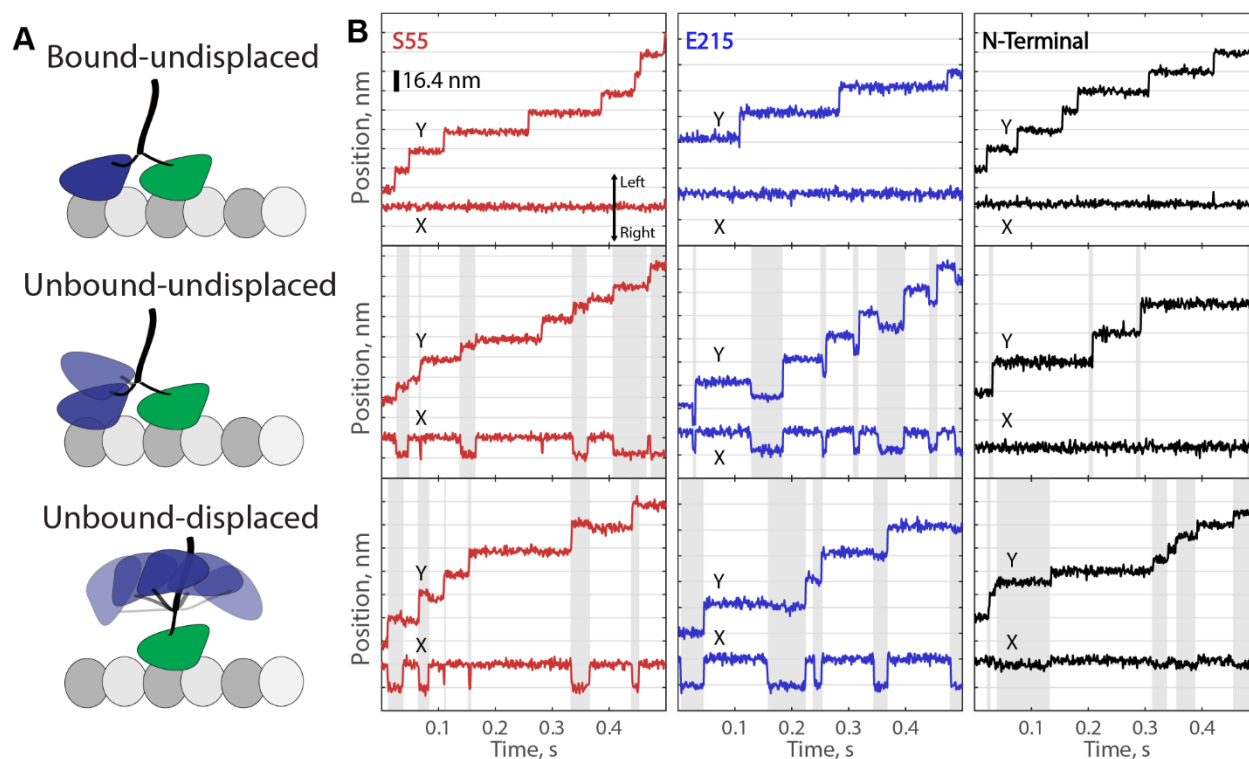 A
Bound-undisplaced
Unbound-undisplaced
Unbound-displaced
B
S55
16.4 nm
Y
Left
Right
X
E215
Y
X
N-Terminal
Y
X
Position, nm
Y
X
Y
X
Y
X
Position, nm
Y
X
Y
X
Y
X
Position, nm
0.1 0.2 0.3 0.4
0.1 0.2 0.3 0.4
0.1 0.2 0.3 0.4
Time, s
Time, s
Time, s